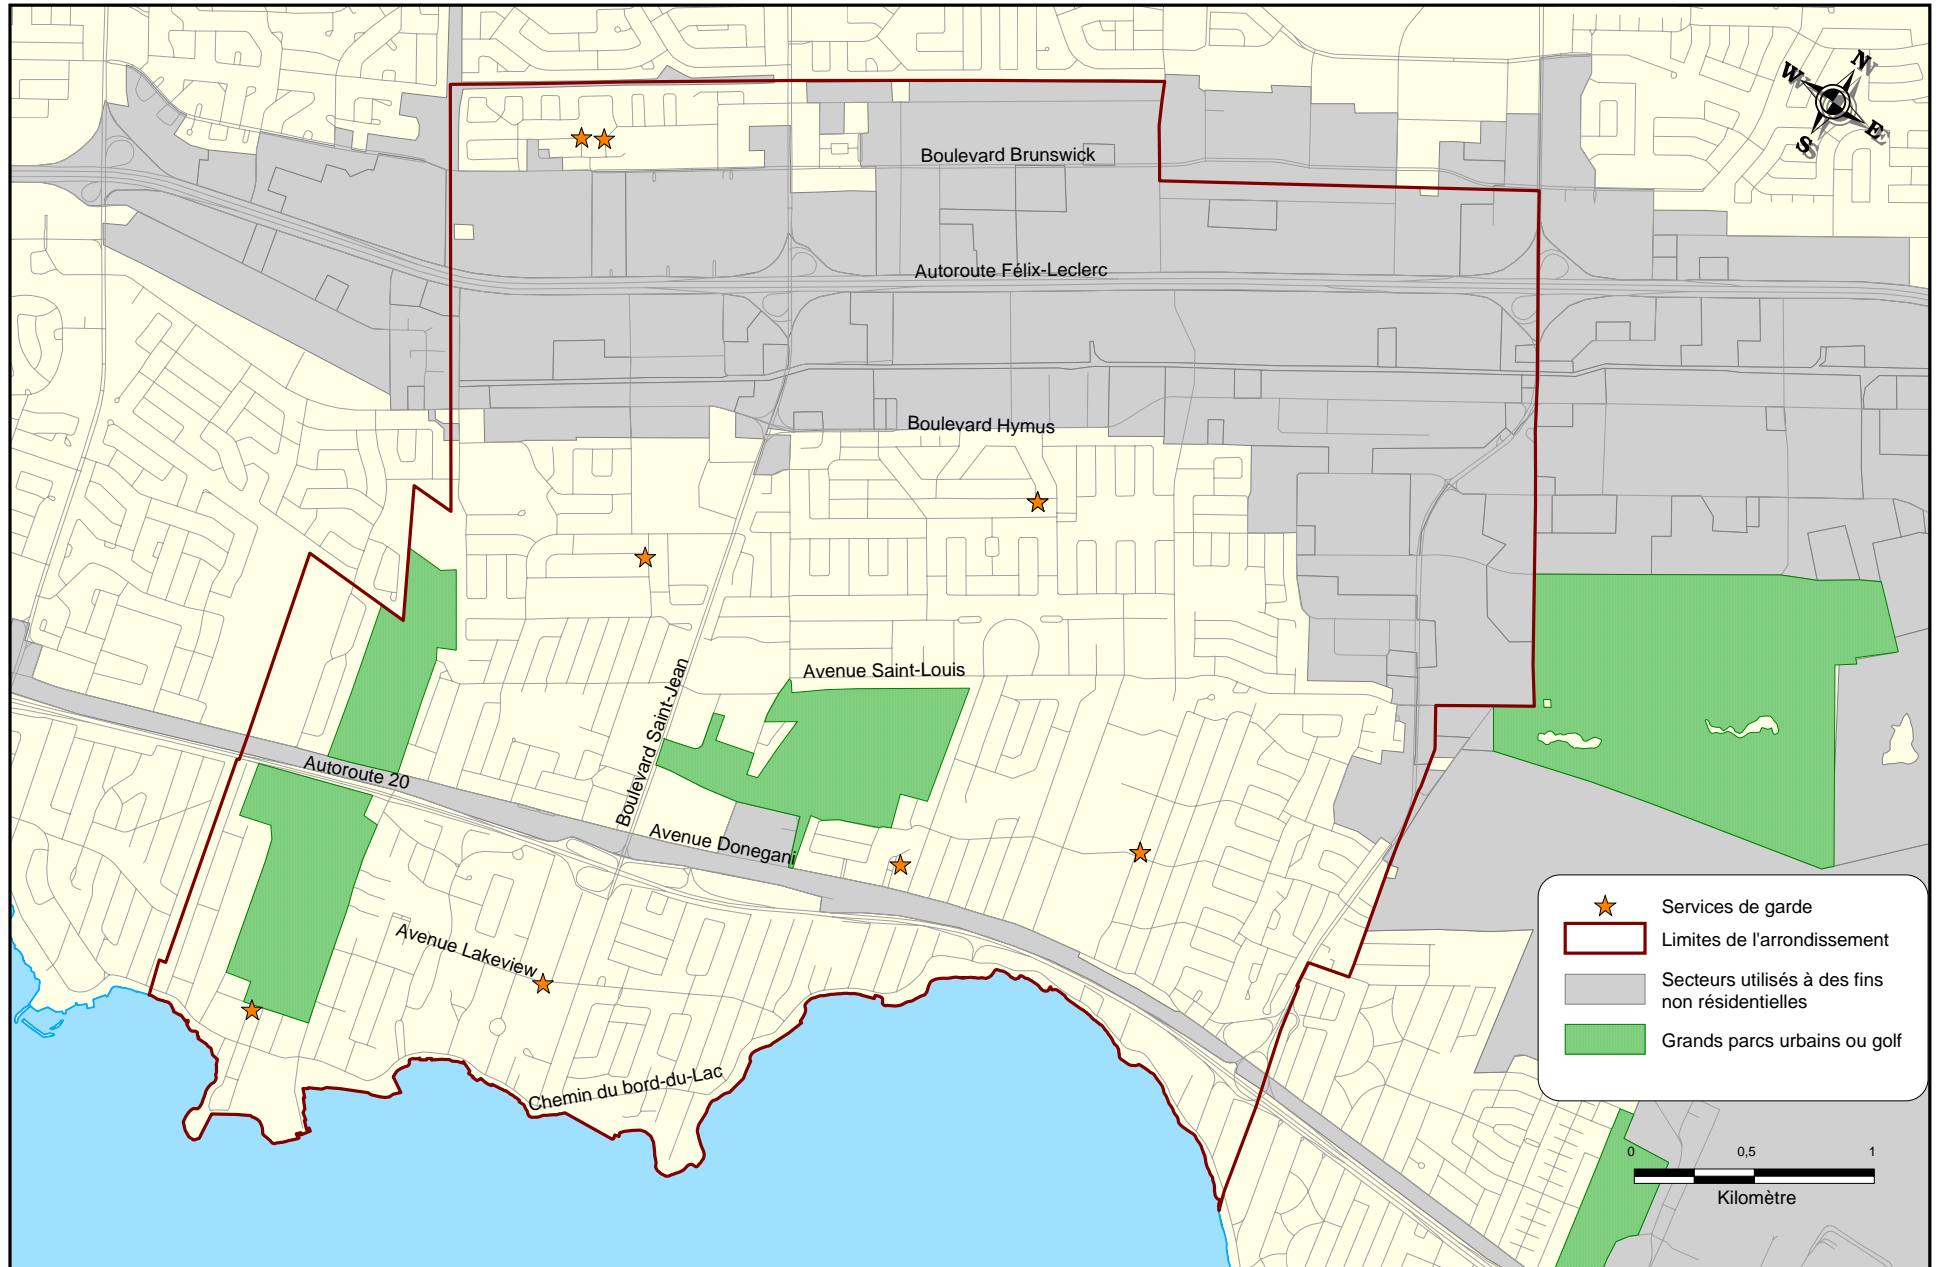 N
W
E
S
Boulevard Brunswick
Autoroute Félix-Leclerc
Boulevard Hymus
Avenue Saint-Louis
Boulevard Saint-Jean
Autoroute 20
Avenue Donegani
Avenue Lakeview
Chemin du bord-du-Lac
Services de garde
Limites de l'arrondissement
Secteurs utilisés à des fins
non résidentielles
Grands parcs urbains ou golf
0 0,5 1
Kilomètre